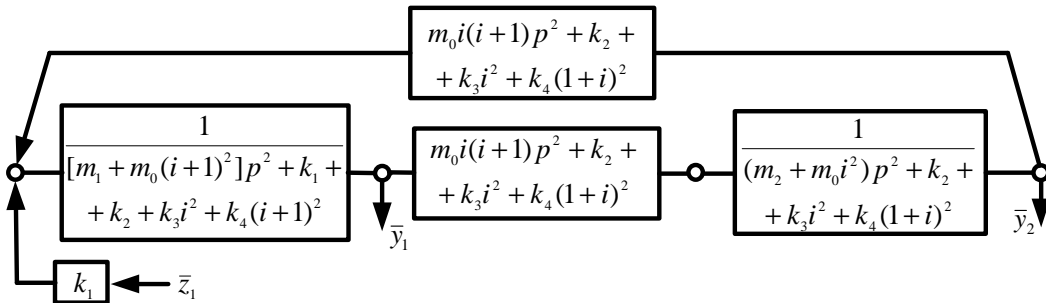 m₀i(i+1)p² + k₂ +
+ k₃i² + k₄(1+i)²
1
[m₁ + m₀(i+1)²]p² + k₁ +
+ k₂ + k₃i² + k₄(i+1)²
m₀i(i+1)p² + k₂ +
+ k₃i² + k₄(1+i)²
1
(m₂ + m₀i²)p² + k₂ +
+ k₃i² + k₄(1+i)²
y̅₁
y̅₂
k₁
z̅₁